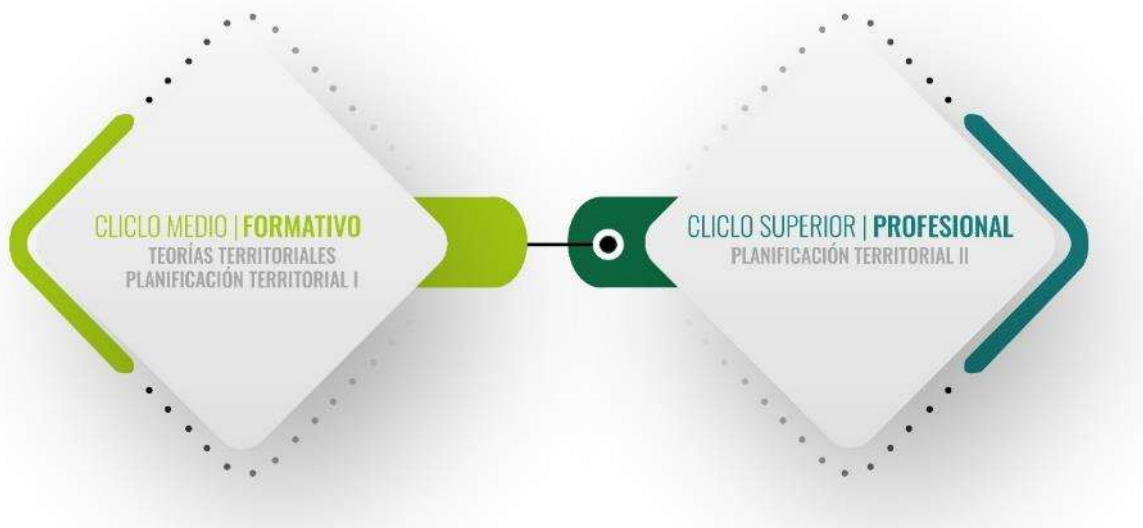 CLICLO MEDIO | FORMATIVO
TEORÍAS TERRITORIALES
PLANIFICACIÓN TERRITORIAL I
CLICLO SUPERIOR | PROFESIONAL
PLANIFICACIÓN TERRITORIAL II